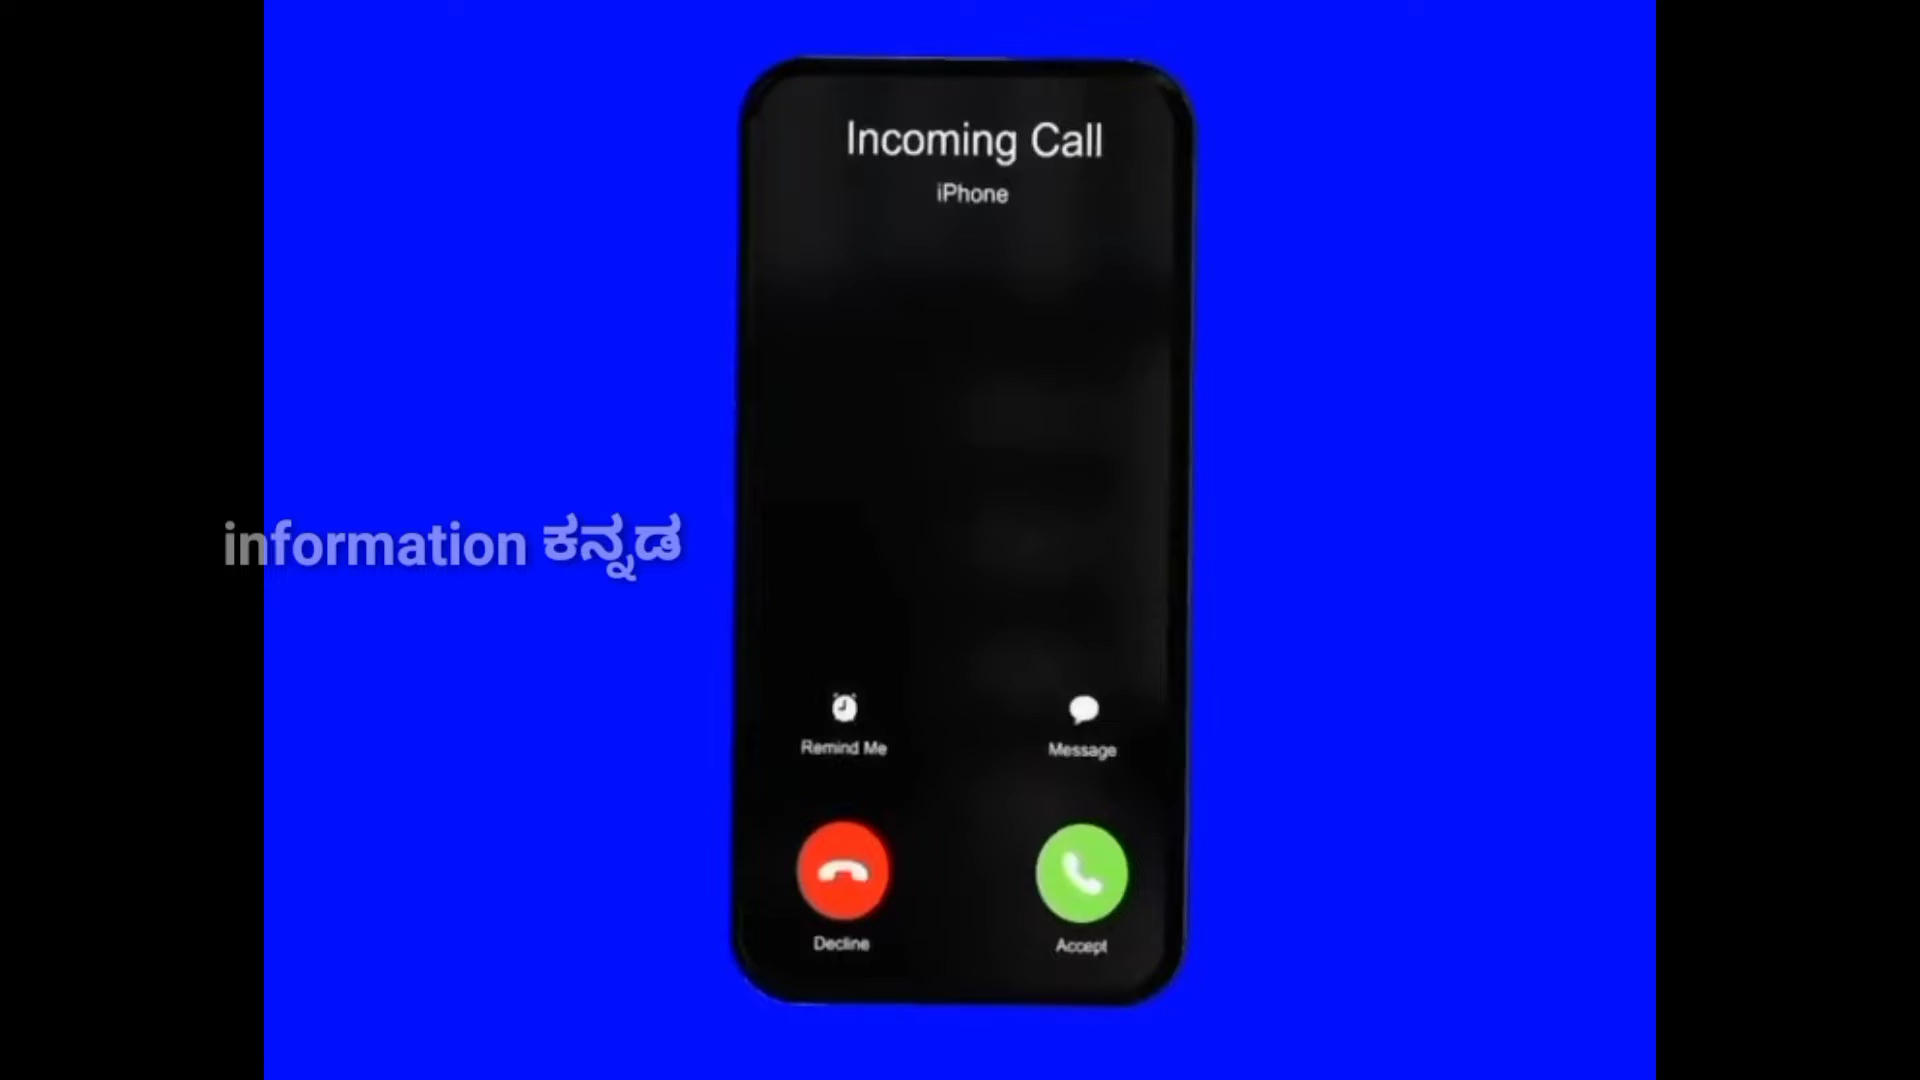 Incoming Call
iPhone
information ಕನ್ನಡ
Remind Me
Message
Decline
Accept